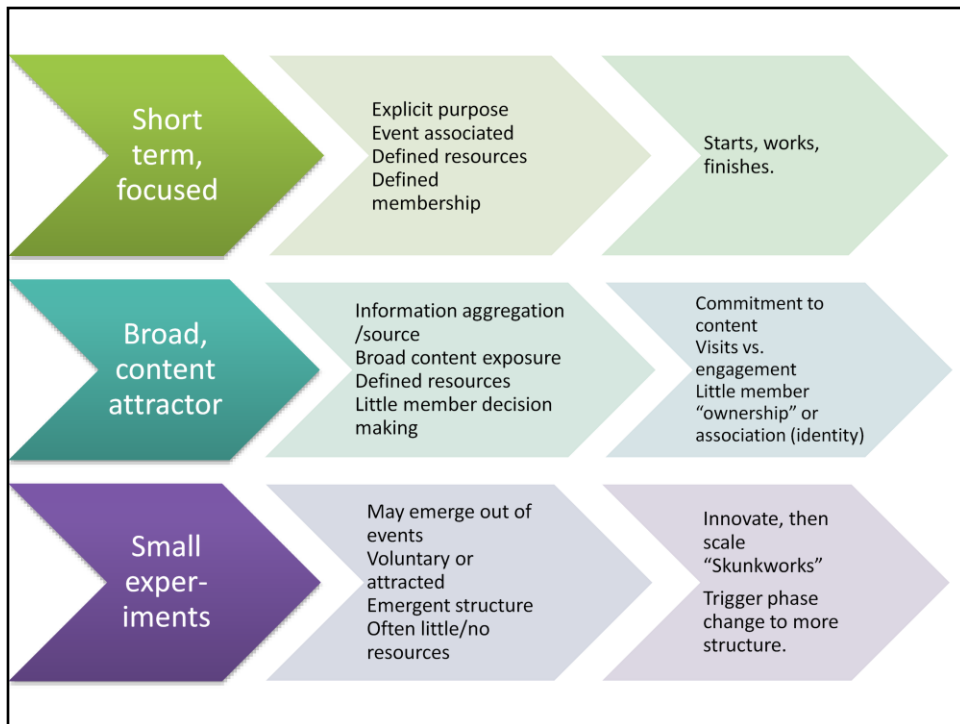 Short
term,
focused
Explicit purpose
Event associated
Defined resources
Defined
membership
Starts, works,
finishes.
Broad,
content
attractor
Information aggregation
/source
Broad content exposure
Defined resources
Little member decision
making
Commitment to
content
Visits vs.
engagement
Little member
“ownership” or
association (identity)
Small
exper-
iments
May emerge out of
events
Voluntary or
attracted
Emergent structure
Often little/no
resources
Innovate, then
scale
“Skunkworks”
Trigger phase
change to more
structure.